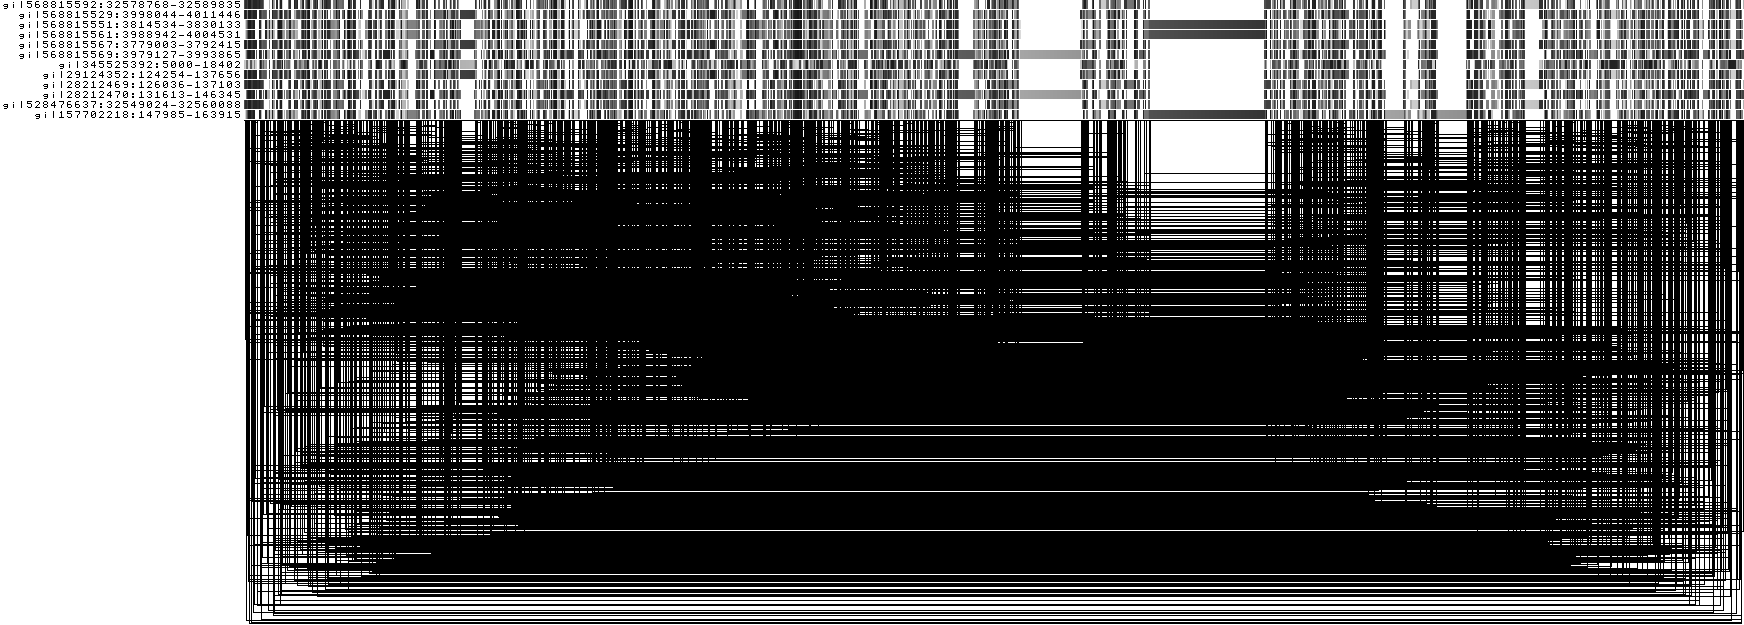 gi|568815592:32578768-32589835
gi|568815529:3998044-4011446
gi|568815551:3814534-3830133
gi|568815561:3988942-4004531
gi|568815567:3779003-3792415
gi|568815569:3979127-3993865
gi|345525392:5000-18402
gi|29124352:124254-137656
gi|28212469:126036-137103
gi|28212470:131613-146345
gi|528476637:32549024-32560088
gi|157702218:147985-163915